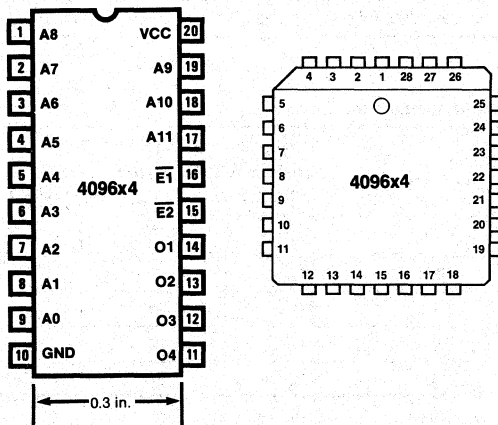 1 A8 VCC 20
2 A7 A9 19
3 A6 A10 18
4 A5 A11 17
5 A4 E1 16
6 A3 E2 15
7 A2 O1 14
8 A1 O2 13
9 A0 O3 12
10 GND O4 11
4096x4
0.3 in.
4 3 2 1 28 27 26
5 25
6 24
7 23
8 22
9 21
10 20
11 19
4096x4
12 13 14 15 16 17 18